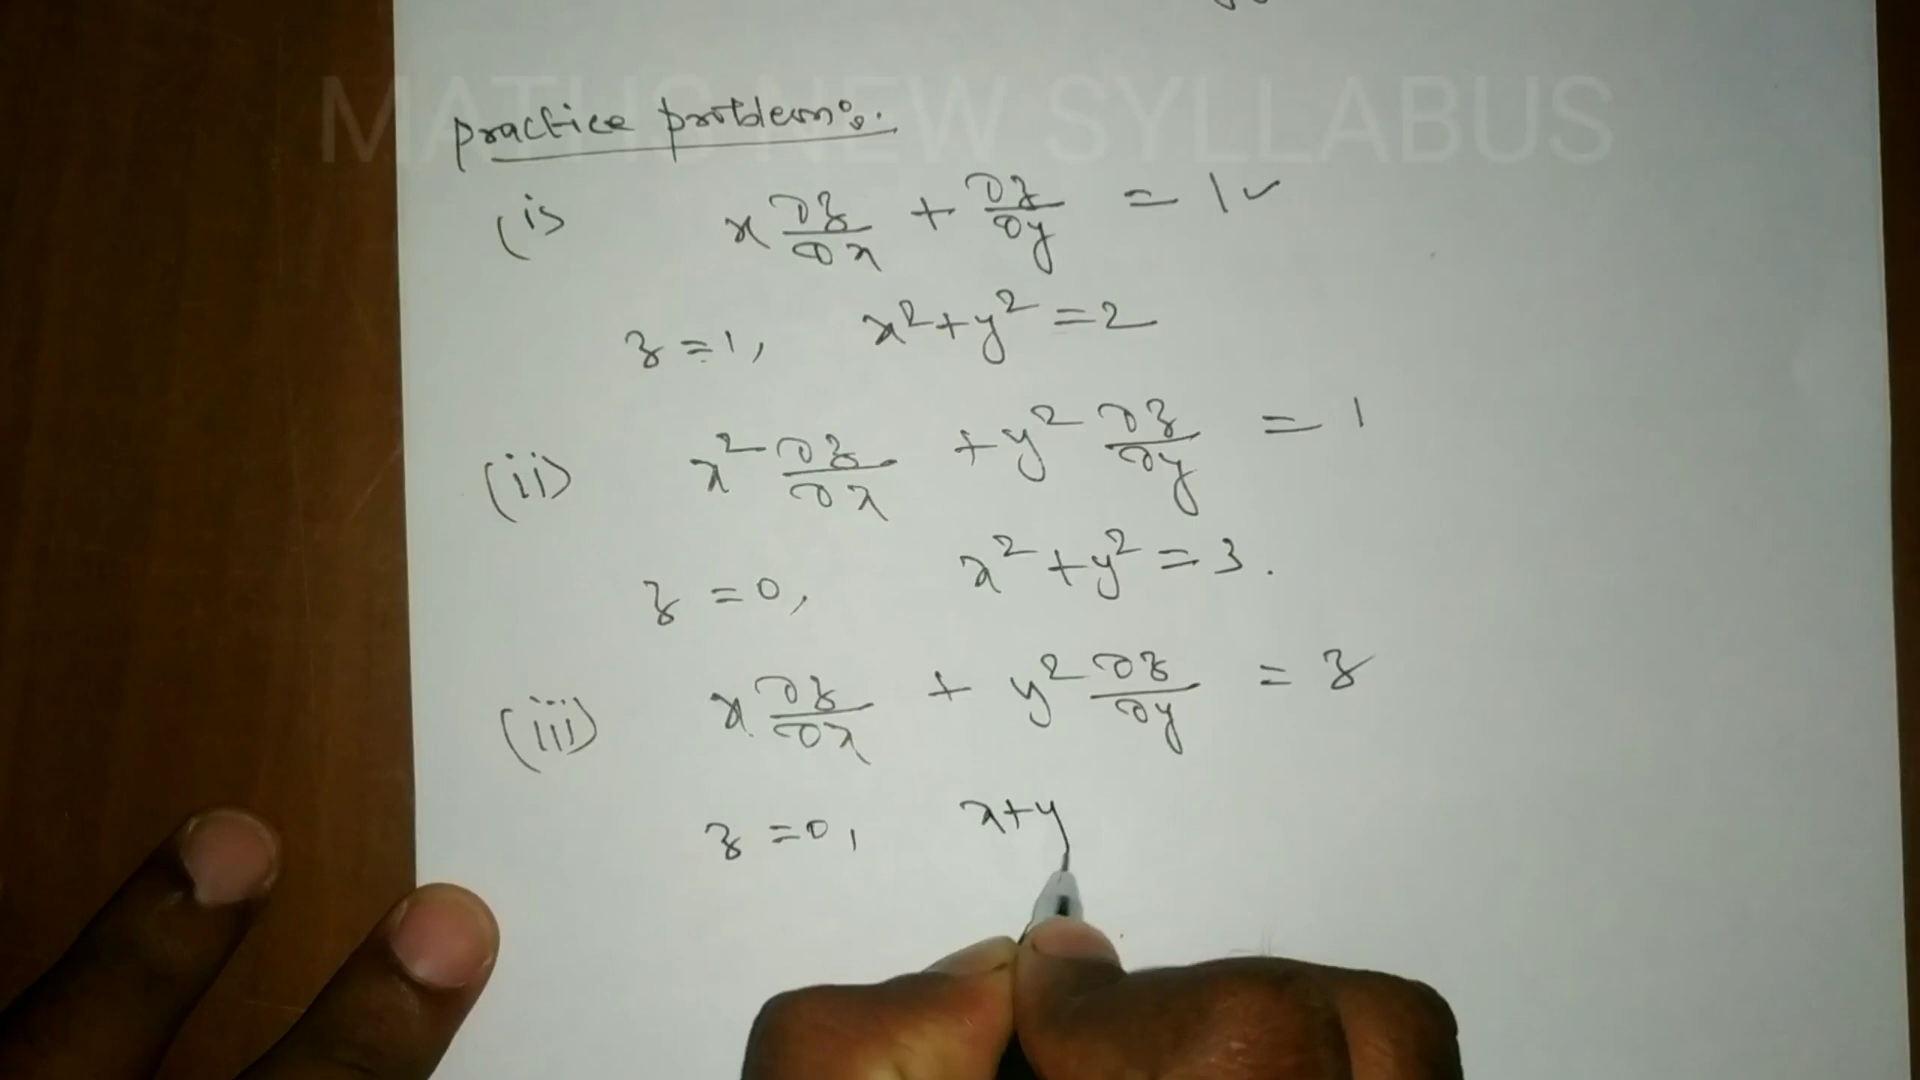 MATHS NEW SYLLABUS
practice problems.
(i) x ∂z/∂x + ∂z/∂y = 1
z = 1, x² + y² = 2
(ii) x² ∂z/∂x + y² ∂z/∂y = 1
z = 0, x² + y² = 3.
(iii) x ∂z/∂x + y² ∂z/∂y = z
z = 0, x + y